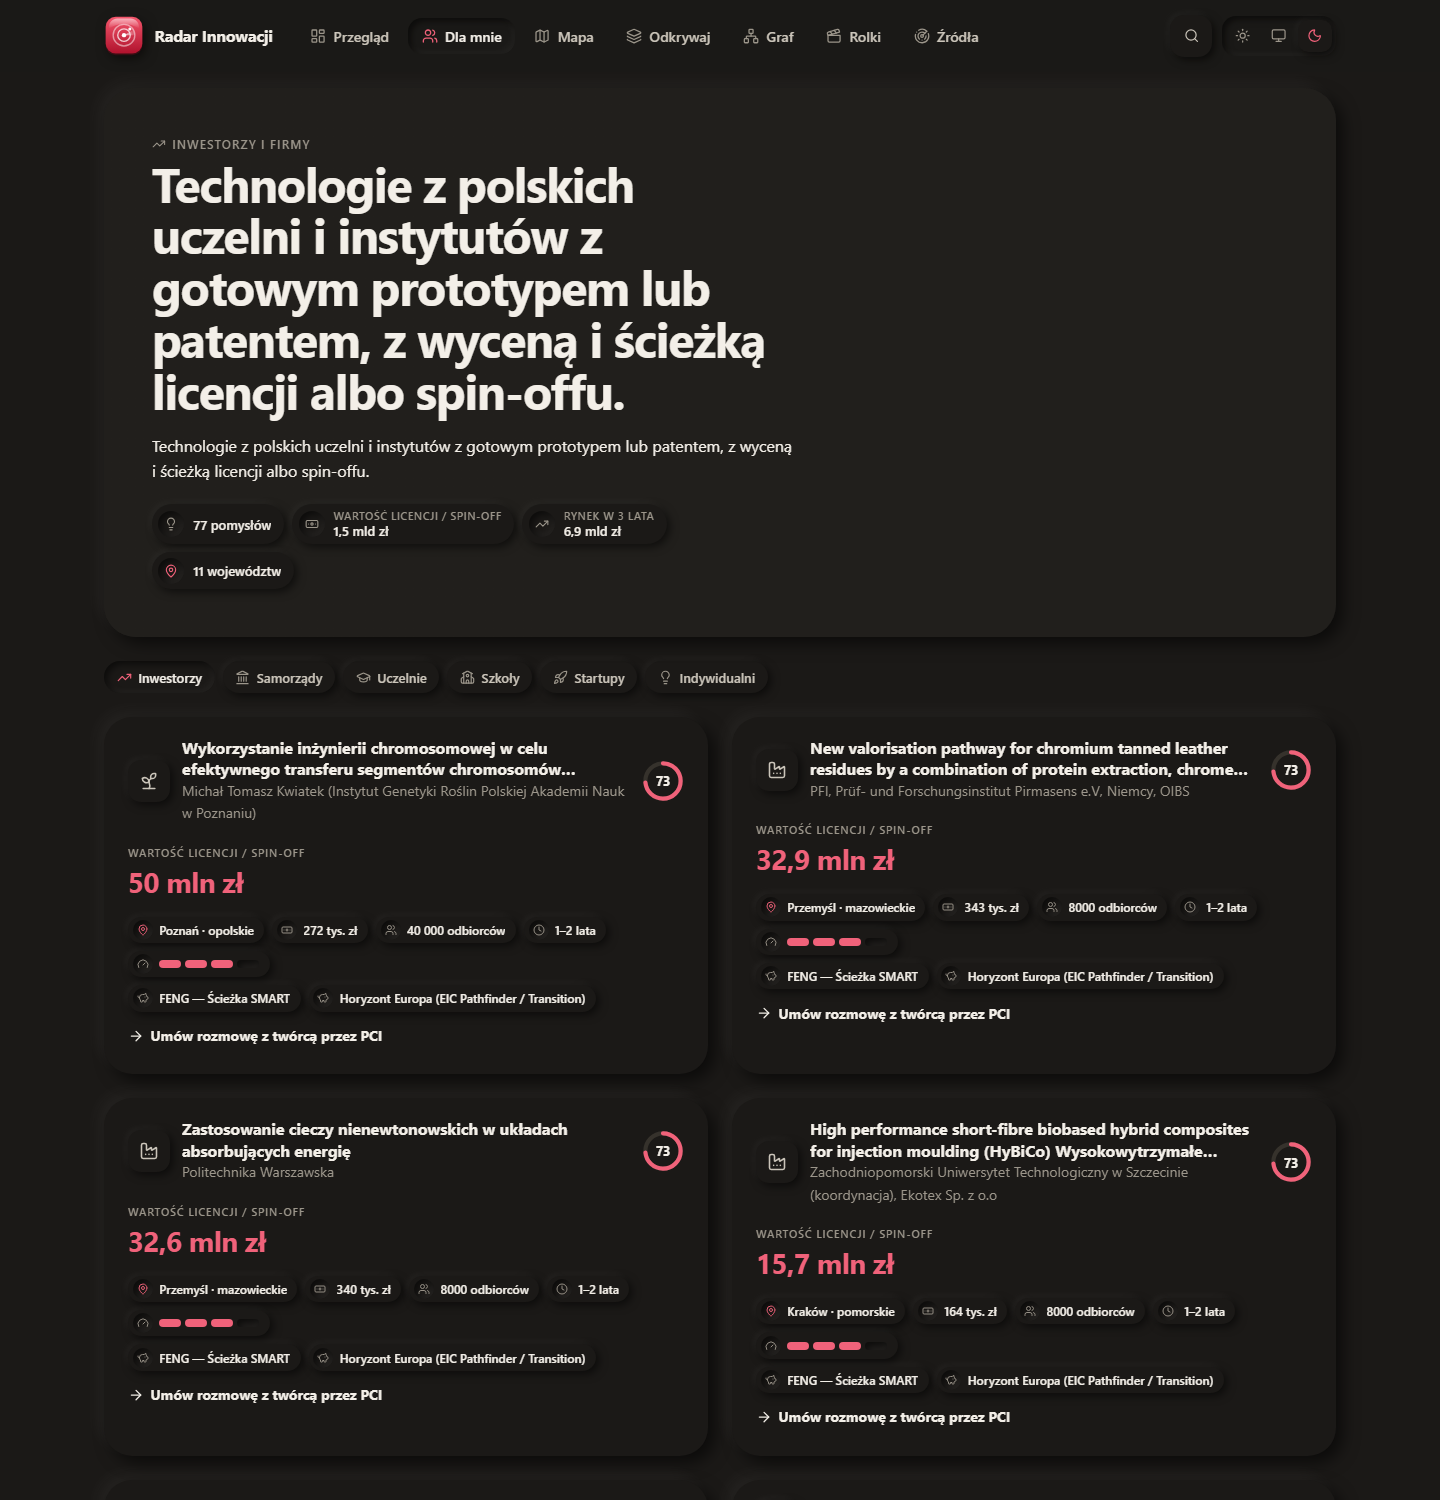 Radar Innowacji
Przegląd
Dla mnie
Mapa
Odkrywaj
Graf
Rolki
Źródła
INWESTORZY I FIRMY
Technologie z polskich
uczelni i instytutów z
gotowym prototypem lub
patentem, z wyceną i ścieżką
licencji albo spin-offu.
Technologie z polskich uczelni i instytutów z gotowym prototypem lub patentem, z wyceną
i ścieżką licencji albo spin-offu.
77 pomysłów
WARTOŚĆ LICENCJI / SPIN-OFF
1,5 mld zł
RYNEK W 3 LATA
6,9 mld zł
11 województw
Inwestorzy
Samorządy
Uczelnie
Szkoły
Startupy
Indywidualni
Wykorzystanie inżynierii chromosomowej w celu
efektywnego transferu segmentów chromosomów...
Michał Tomasz Kwiatek (Instytut Genetyki Roślin Polskiej Akademii Nauk
w Poznaniu)
73
WARTOŚĆ LICENCJI / SPIN-OFF
50 mln zł
Poznań · opolskie
272 tys. zł
40 000 odbiorców
1–2 lata
FENG — Ścieżka SMART
Horyzont Europa (EIC Pathfinder / Transition)
Umów rozmowę z twórcą przez PCI
New valorisation pathway for chromium tanned leather
residues by a combination of protein extraction, chrome...
PFI, Prüf- und Forschungsinstitut Pirmasens e.V, Niemcy, OIBS
73
WARTOŚĆ LICENCJI / SPIN-OFF
32,9 mln zł
Przemyśl · mazowieckie
343 tys. zł
8000 odbiorców
1–2 lata
FENG — Ścieżka SMART
Horyzont Europa (EIC Pathfinder / Transition)
Umów rozmowę z twórcą przez PCI
Zastosowanie cieczy nienewtonowskich w układach
absorbujących energię
Politechnika Warszawska
73
WARTOŚĆ LICENCJI / SPIN-OFF
32,6 mln zł
Przemyśl · mazowieckie
340 tys. zł
8000 odbiorców
1–2 lata
FENG — Ścieżka SMART
Horyzont Europa (EIC Pathfinder / Transition)
Umów rozmowę z twórcą przez PCI
High performance short-fibre biobased hybrid composites
for injection moulding (HyBiCo) Wysokowytrzymałe...
Zachodniopomorski Uniwersytet Technologiczny w Szczecinie
(koordynacja), Ekotex Sp. z o.o
73
WARTOŚĆ LICENCJI / SPIN-OFF
15,7 mln zł
Kraków · pomorskie
164 tys. zł
8000 odbiorców
1–2 lata
FENG — Ścieżka SMART
Horyzont Europa (EIC Pathfinder / Transition)
Umów rozmowę z twórcą przez PCI